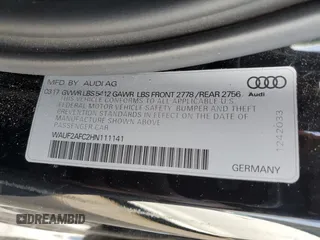 MFD. BY AUDI AG
03/17 GVWR LBS 5412 GAWR LBS FRONT 2778 /REAR 2756
THIS VEHICLE CONFORMS TO ALL APPLICABLE
FEDERAL MOTOR VEHICLE SAFETY, BUMPER AND THEFT
PREVENTION STANDARDS IN EFFECT ON THE DATE OF
MANUFACTURE SHOWN ABOVE.
PASSENGER CAR
WAUF2AFC2HN111141
GERMANY
Audi
1242033
DREAMBID